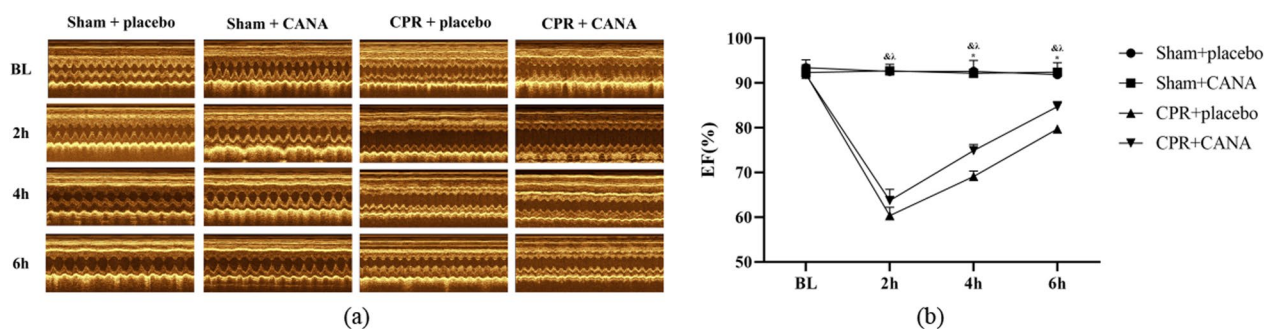 Sham + placebo
Sham + CANA
CPR + placebo
CPR + CANA
BL
2h
4h
6h
(a)
EF(%)
100
90
80
70
60
50
&λ
&λ
*
&λ
*
BL
2h
4h
6h
Sham+placebo
Sham+CANA
CPR+placebo
CPR+CANA
(b)